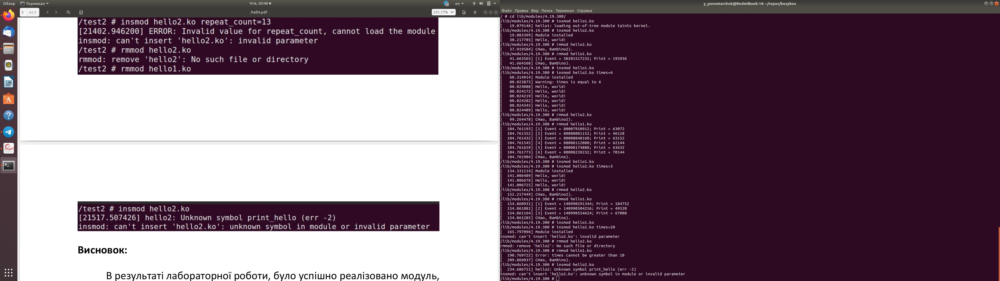 Обзор
Терминал
Чтв, 05:40
en
3 из 3
Лаб4.pdf
231,17%
/test2 # insmod hello2.ko repeat_count=13
[21402.946200] ERROR: Invalid value for repeat_count, cannot load the module
insmod: can't insert 'hello2.ko': invalid parameter
/test2 # rmmod hello2.ko
rmmod: remove 'hello2': No such file or directory
/test2 # rmmod hello1.ko
/test2 # insmod hello2.ko
[21517.507426] hello2: Unknown symbol print_hello (err -2)
insmod: can't insert 'hello2.ko': unknown symbol in module or invalid parameter
Висновок:
В результаті лабораторної роботи, було успішно реалізовано модуль,
y_ponomarchuk@RedmiBook-14: ~/repos/busybox
Файл Правка Вид Поиск Терминал Справка
/ # cd lib/modules/4.19.300/
/lib/modules/4.19.300 # insmod hello1.ko
[   19.079146] hello1: loading out-of-tree module taints kernel.
/lib/modules/4.19.300 # insmod hello2.ko
[   19.083399] Module installed
[   30.217705] Hello, world!
/lib/modules/4.19.300 # rmmod hello2.ko
[   37.919584] CHao, Bambino2).
/lib/modules/4.19.300 # rmmod hello1.ko
[   41.663565] [1] Event = 30201517232; Print = 195936
[   41.664568] CHao, Bambino).
/lib/modules/4.19.300 # insmod hello1.ko
/lib/modules/4.19.300 # insmod hello2.ko times=6
[   60.314914] Module installed
[   80.023875] Warning: times is equal to 6
[   80.024088] Hello, world!
[   80.024172] Hello, world!
[   80.024219] Hello, world!
[   80.024282] Hello, world!
[   80.024345] Hello, world!
[   80.024409] Hello, world!
/lib/modules/4.19.300 # rmmod hello2.ko
[   99.264478] CHao, Bambino2).
/lib/modules/4.19.300 # rmmod hello1.ko
[  104.761193] [1] Event = 80007910912; Print = 63072
[  104.761352] [2] Event = 80008001152; Print = 46128
[  104.761432] [3] Event = 80008048160; Print = 63152
[  104.761545] [4] Event = 80008112080; Print = 62144
[  104.761659] [5] Event = 80008174880; Print = 63632
[  104.761773] [6] Event = 80008239232; Print = 70144
[  104.761904] CHao, Bambino).
/lib/modules/4.19.300 # insmod hello1.ko
/lib/modules/4.19.300 # insmod hello2.ko times=3
[  134.331114] Module installed
[  141.006489] Hello, world!
[  141.006676] Hello, world!
[  141.006725] Hello, world!
/lib/modules/4.19.300 # rmmod hello2.ko
[  152.217449] CHao, Bambino2).
/lib/modules/4.19.300 # rmmod hello1.ko
[  154.860931] [1] Event = 140990291344; Print = 184752
[  154.861081] [2] Event = 140990504256; Print = 49520
[  154.861164] [3] Event = 140990554624; Print = 67008
[  154.861285] CHao, Bambino).
/lib/modules/4.19.300 # insmod hello1.ko
/lib/modules/4.19.300 # insmod hello2.ko times=20
[  165.797096] Module installed
insmod: can't insert 'hello2.ko': invalid parameter
/lib/modules/4.19.300 # rmmod hello2.ko
rmmod: remove 'hello2': No such file or directory
/lib/modules/4.19.300 # rmmod hello1.ko
[  190.769722] Error: times cannot be greater than 10
[  209.866037] CHao, Bambino).
/lib/modules/4.19.300 # insmod hello2.ko
[  234.686721] hello2: Unknown symbol print_hello (err -2)
insmod: can't insert 'hello2.ko': unknown symbol in module or invalid parameter
/lib/modules/4.19.300 #